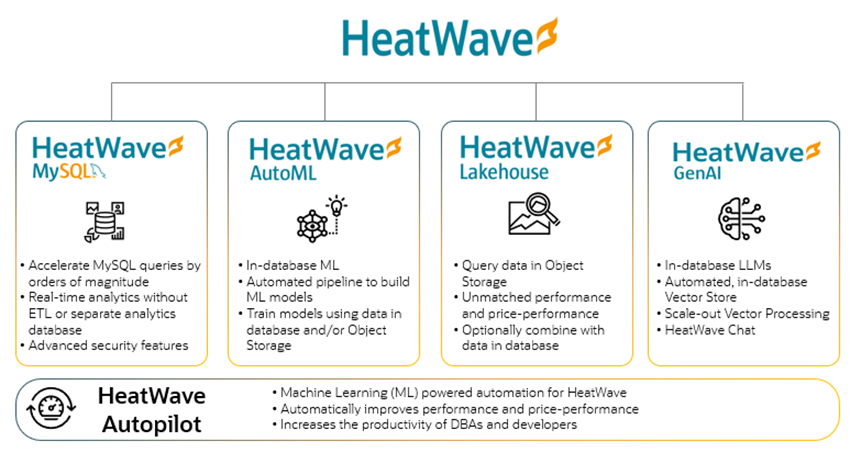 HeatWave
HeatWave
MySQL
• Accelerate MySQL queries by
orders of magnitude
• Real-time analytics without
ETL or separate analytics
database
• Advanced security features
HeatWave
AutoML
• In-database ML
• Automated pipeline to build
ML models
• Train models using data in
database and/or Object
Storage
HeatWave
Lakehouse
• Query data in Object
Storage
• Unmatched performance
and price-performance
• Optionally combine with
data in database
HeatWave
GenAI
• In-database LLMs
• Automated, in-database
Vector Store
• Scale-out Vector Processing
• HeatWave Chat
HeatWave
Autopilot
• Machine Learning (ML) powered automation for HeatWave
• Automatically improves performance and price-performance
• Increases the productivity of DBAs and developers